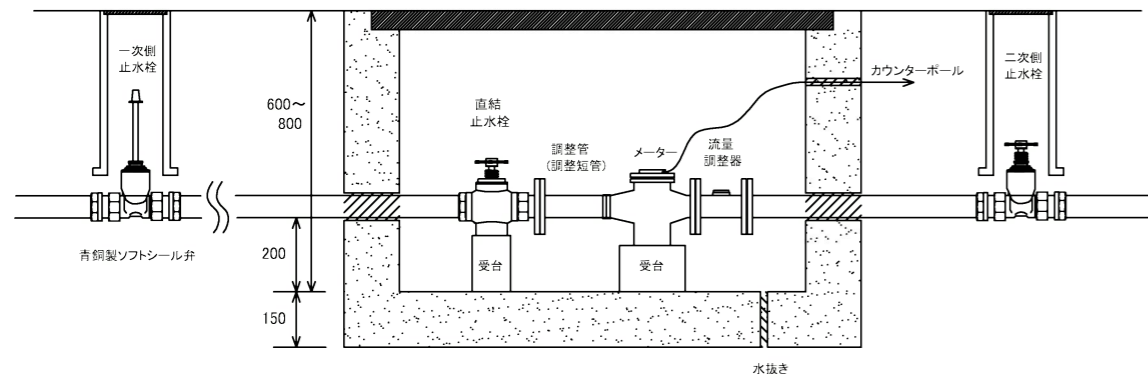 一次側
止水栓
600～
800
直結
止水栓
調整管
(調整短管)
メーター
流量
調整器
カウンターポール
二次側
止水栓
青銅製ソフトシール弁
200
受台
受台
150
水抜き